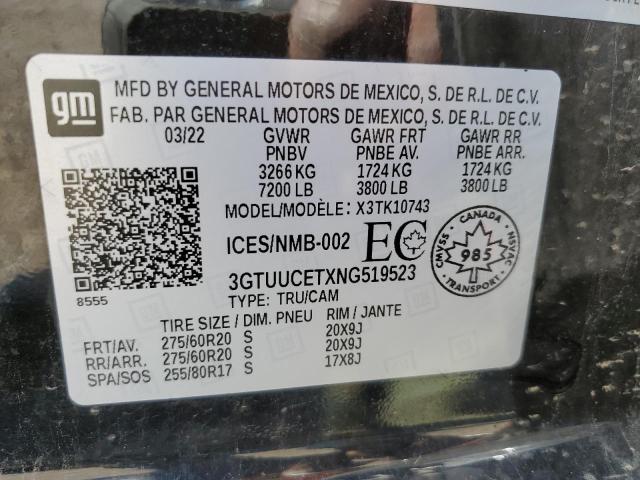 gm
MFD BY GENERAL MOTORS DE MEXICO, S. DE R.L. DE C.V.
FAB. PAR GENERAL MOTORS DE MEXICO, S. DE R.L. DE C.V.
03/22 GVWR GAWR FRT GAWR RR
PNBV PNBE AV. PNBE ARR.
3266 KG 1724 KG 1724 KG
7200 LB 3800 LB 3800 LB
MODEL/MODÈLE: X3TK10743
ICES/NMB-002 EC
CANADA
CMVSS 985 NSVAC
3GTUUCETXNG519523
8555
TYPE: TRU/CAM
TIRE SIZE / DIM. PNEU RIM / JANTE
FRT/AV. 275/60R20 S 20X9J
RR/ARR. 275/60R20 S 20X9J
SPA/SOS 255/80R17 S 17X8J